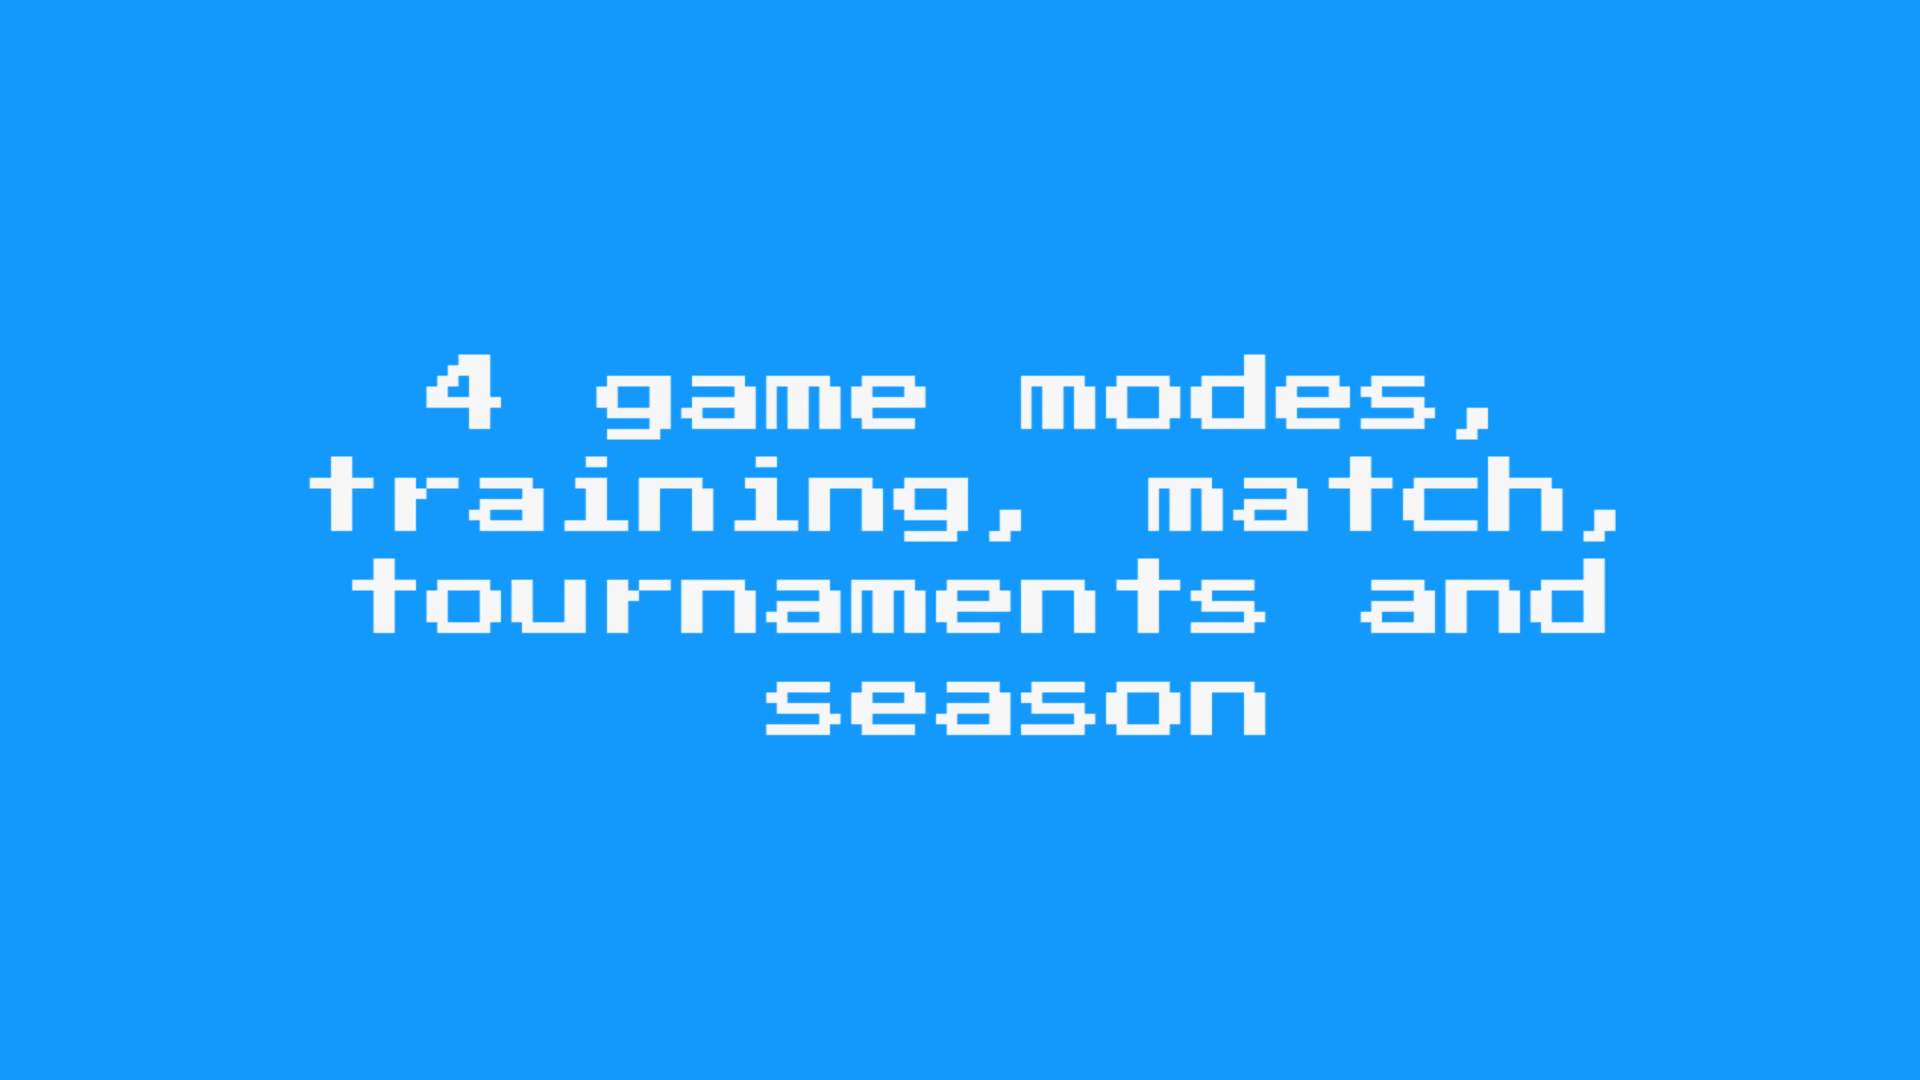 4 game modes,
training, match,
tournaments and
season